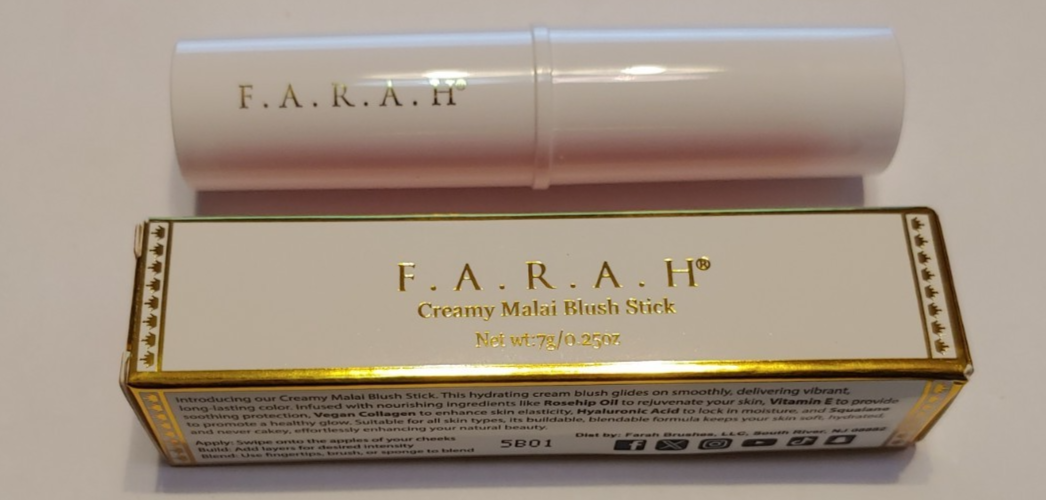 F.A.R.A.H®
F.A.R.A.H®
Creamy Malai Blush Stick
Net wt:7g/0.25oz
Introducing our Creamy Malai Blush Stick. This hydrating cream blush glides on smoothly, delivering vibrant,
long-lasting color. Infused with nourishing ingredients like Rosehip Oil to rejuvenate your skin, Vitamin E to provide
soothing protection, Vegan Collagen to enhance skin elasticity, Hyaluronic Acid to lock in moisture, and Squalane
to promote a healthy glow. Suitable for all skin types, its buildable, blendable formula keeps your skin soft, hydrated,
and never cakey, effortlessly enhancing your natural beauty.
Apply: Swipe onto the apples of your cheeks
Build: Add layers for desired intensity
Blend: Use fingertips, brush, or sponge to blend
5B01
Dist by: Farah Brushes, LLC, South River, NJ 08882